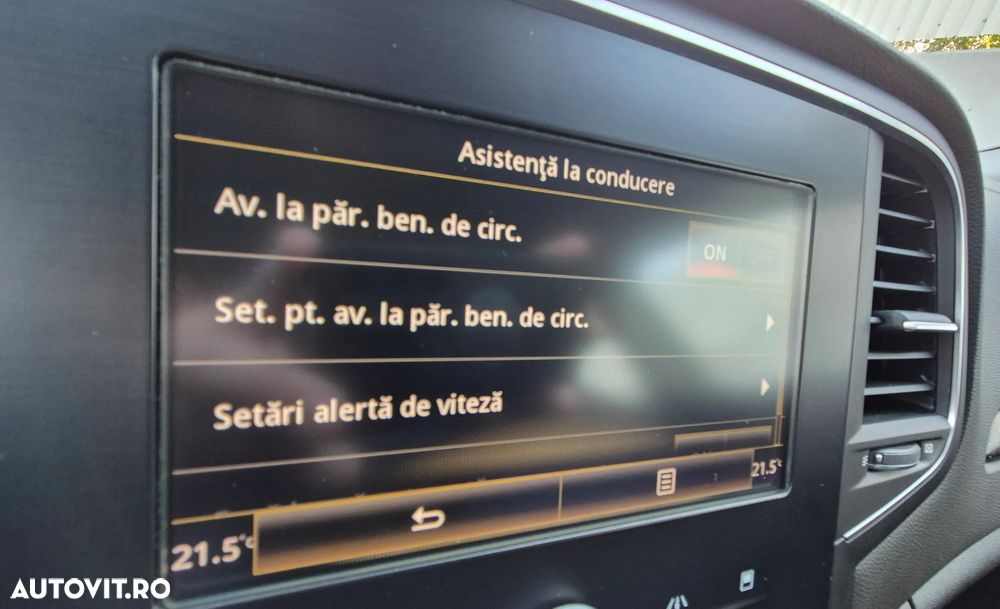 Asistenţă la conducere
Av. la păr. ben. de circ.
ON OFF
Set. pt. av. la păr. ben. de circ.
Setări alertă de viteză
21.5°c
21.5°c
AUTOVIT.RO